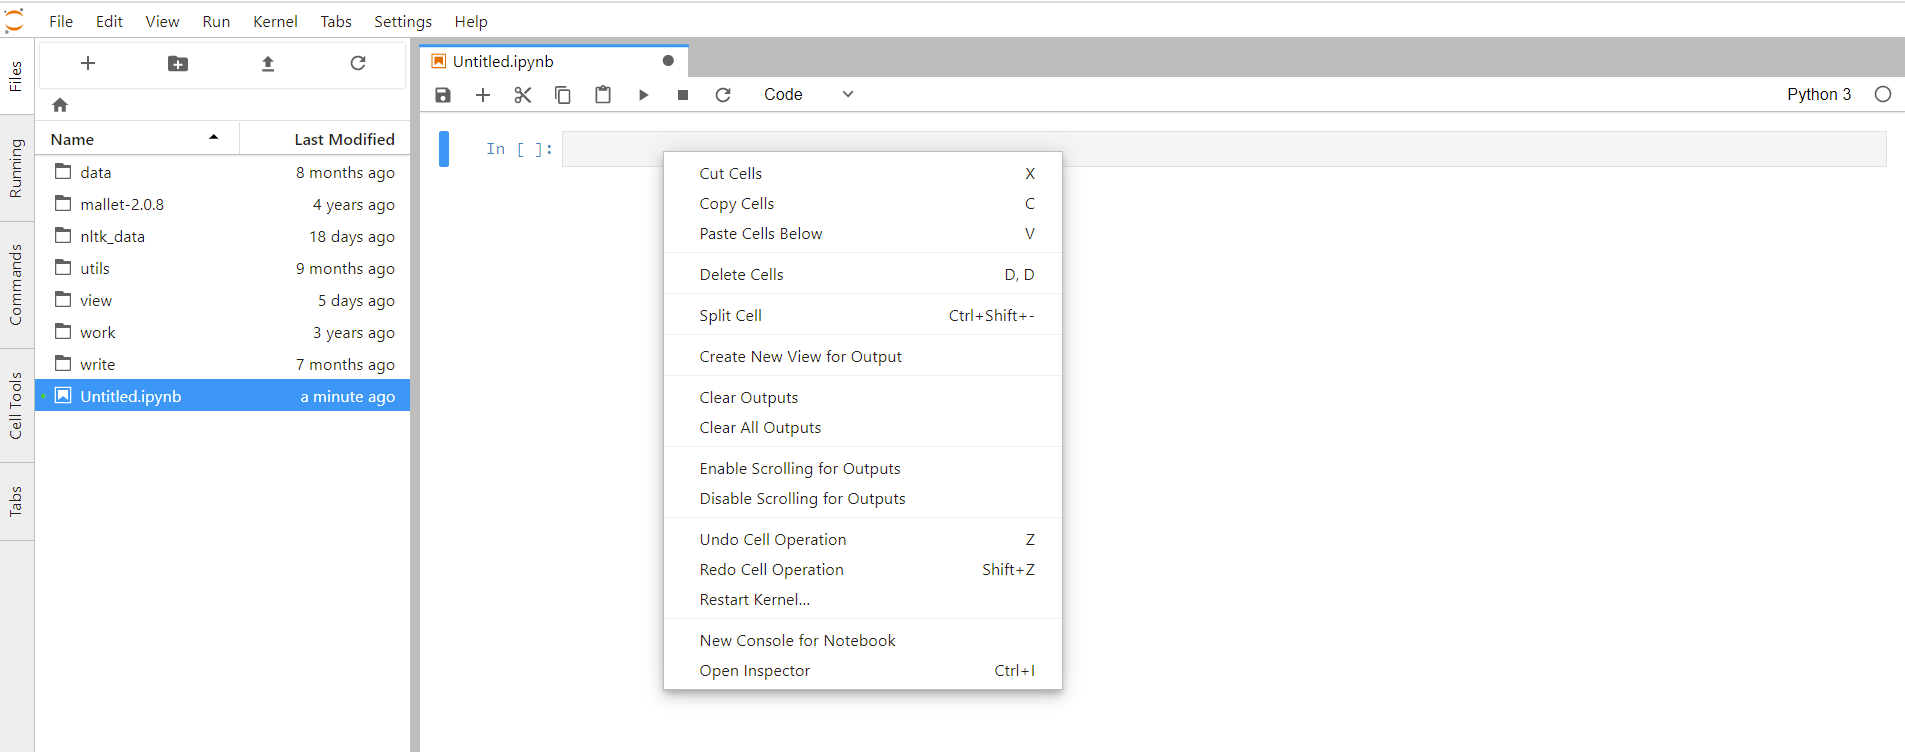 File Edit View Run Kernel Tabs Settings Help
Files
Running
Commands
Cell Tools
Tabs
Name Last Modified
data 8 months ago
mallet-2.0.8 4 years ago
nltk_data 18 days ago
utils 9 months ago
view 5 days ago
work 3 years ago
write 7 months ago
Untitled.ipynb a minute ago
Untitled.ipynb
Code Python 3
In [ ]:
Cut Cells X
Copy Cells C
Paste Cells Below V
Delete Cells D, D
Split Cell Ctrl+Shift+-
Create New View for Output
Clear Outputs
Clear All Outputs
Enable Scrolling for Outputs
Disable Scrolling for Outputs
Undo Cell Operation Z
Redo Cell Operation Shift+Z
Restart Kernel...
New Console for Notebook
Open Inspector Ctrl+I